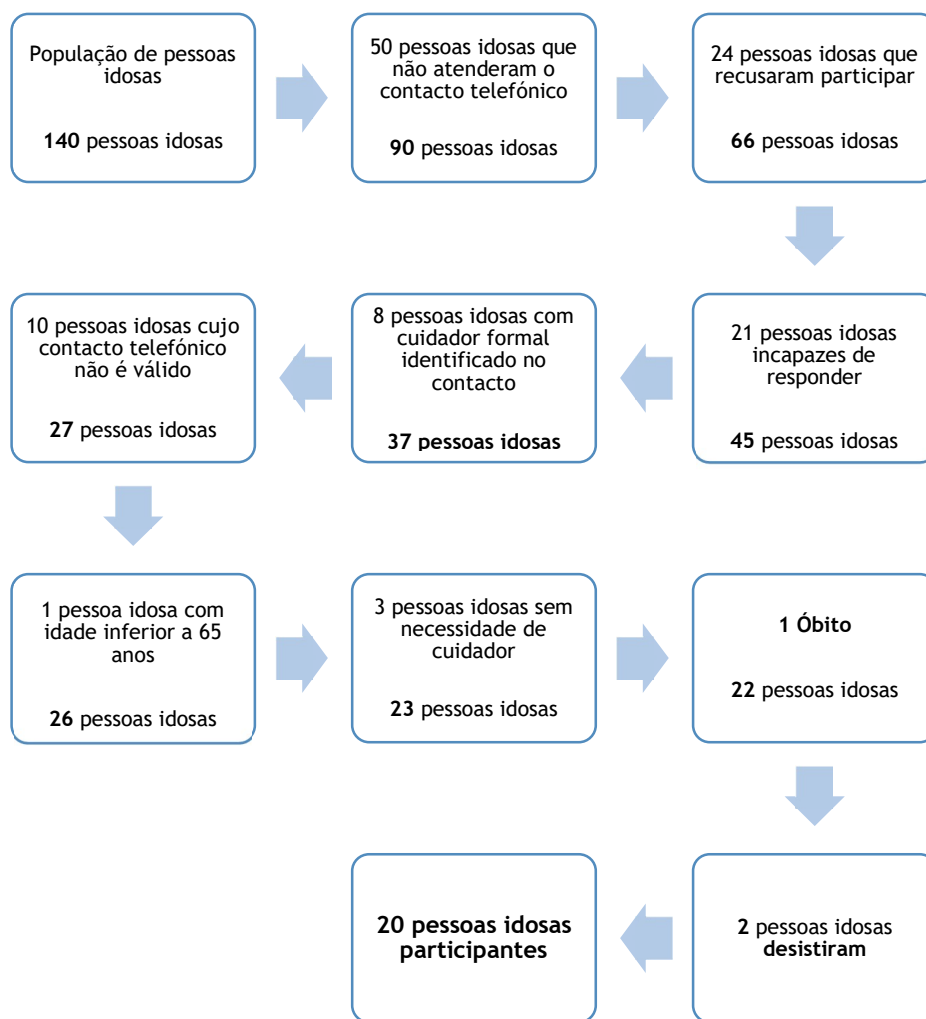 População de pessoas
idosas
140 pessoas idosas
50 pessoas idosas que
não atenderam o
contacto telefónico
90 pessoas idosas
24 pessoas idosas que
recusaram participar
66 pessoas idosas
21 pessoas idosas
incapazes de
responder
45 pessoas idosas
8 pessoas idosas com
cuidador formal
identificado no
contacto
37 pessoas idosas
10 pessoas idosas cujo
contacto telefónico
não é válido
27 pessoas idosas
1 pessoa idosa com
idade inferior a 65
anos
26 pessoas idosas
3 pessoas idosas sem
necessidade de
cuidador
23 pessoas idosas
1 Óbito
22 pessoas idosas
2 pessoas idosas
desistiram
20 pessoas idosas
participantes